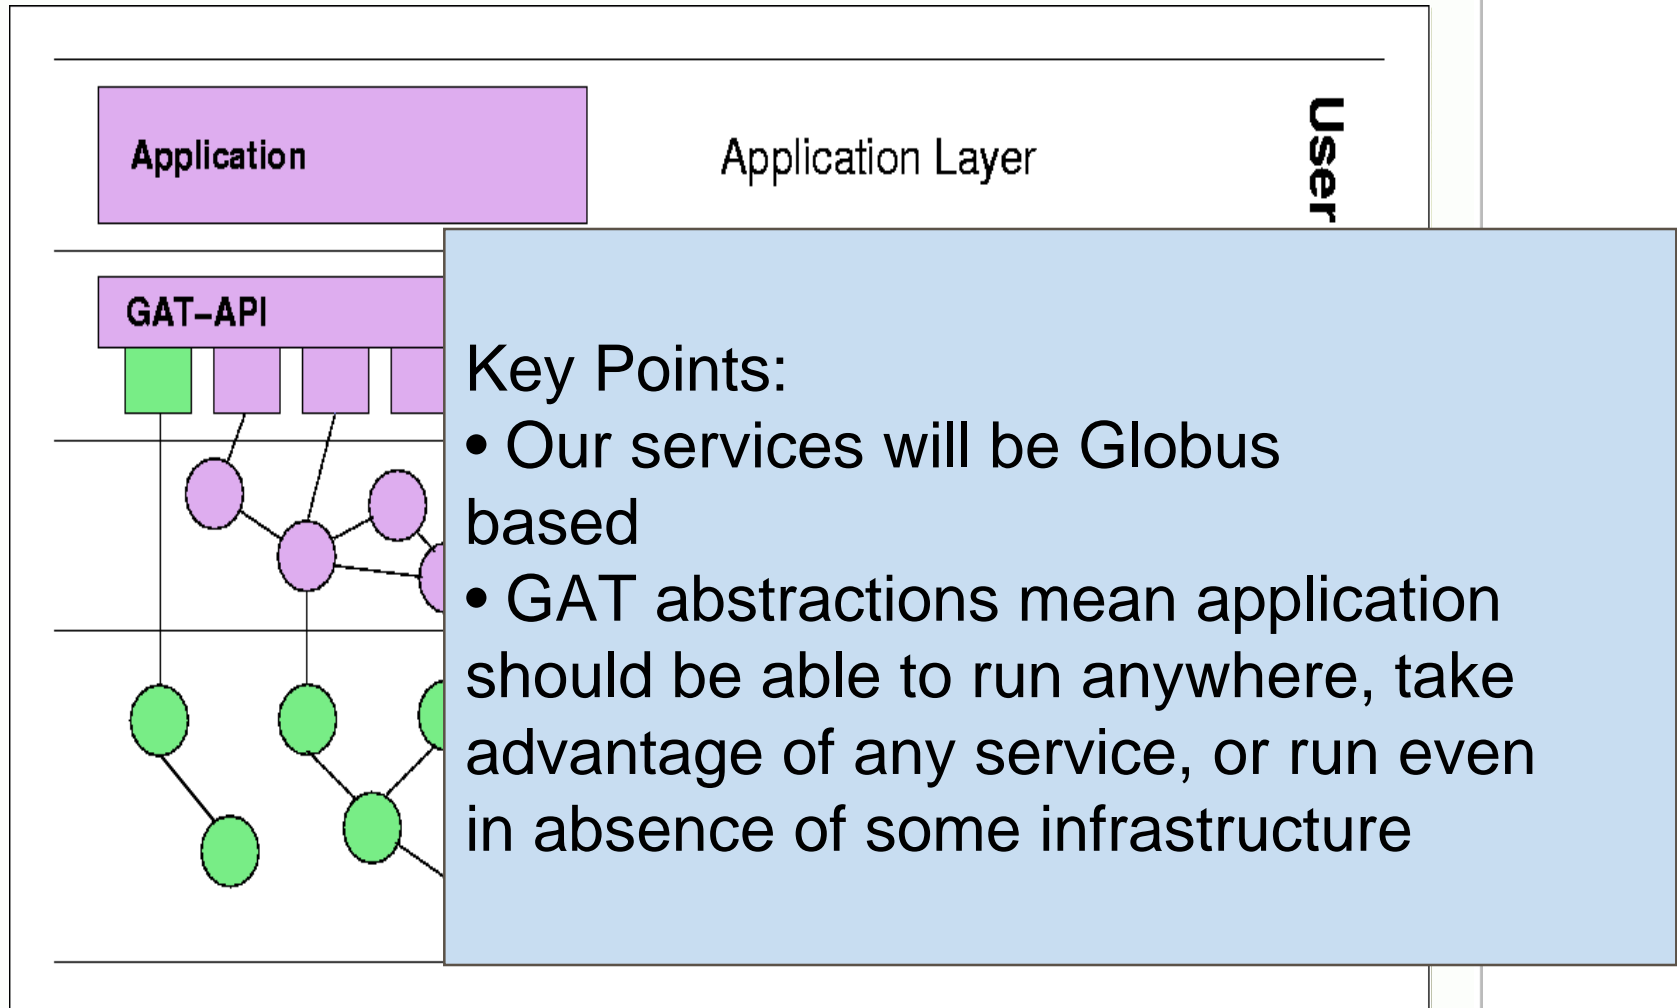 Application
Application Layer
User
GAT–API
Key Points:
• Our services will be Globus
based
• GAT abstractions mean application
should be able to run anywhere, take
advantage of any service, or run even
in absence of some infrastructure